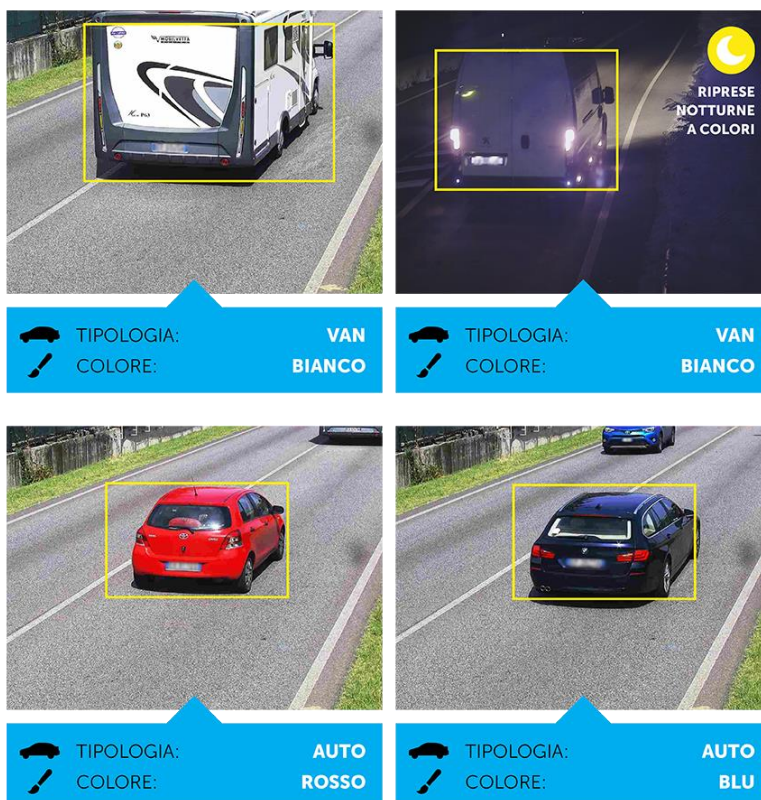 MOBILVETTA
RIPRESE
NOTTURNE
A COLORI
TIPOLOGIA: VAN
COLORE: BIANCO
TIPOLOGIA: VAN
COLORE: BIANCO
TIPOLOGIA: AUTO
COLORE: ROSSO
TIPOLOGIA: AUTO
COLORE: BLU